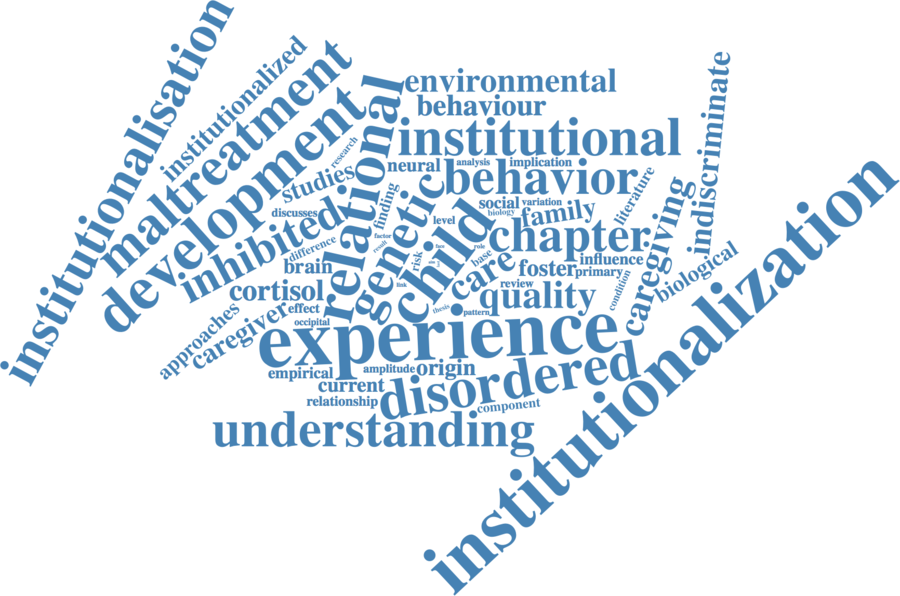 institutionalisation
institutionalized
maltreatment
development
inhibited
relational
environmental
behaviour
institutional
research
studies
neural
analysis
implication
behavior
indiscriminate
discusses
finding
genetic
child
level
social
variation
biology
family
literature
caregiving
difference
factor
result
face
role
chapter
brain
risk
base
care
foster
influence
primary
biological
cortisol
link
review
quality
condition
effect
thesis
pattern
approaches
caregiver
occipital
experience
empirical
amplitude
origin
current
disordered
relationship
component
understanding
institutionalization